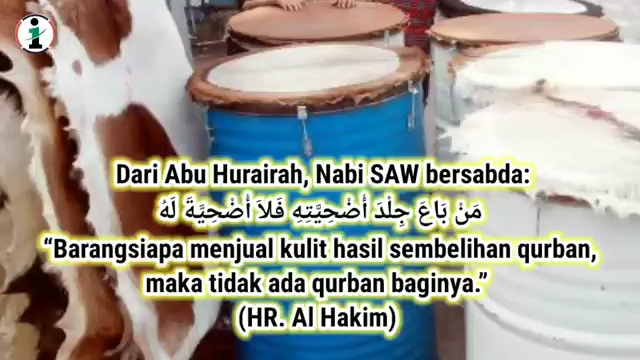 Dari Abu Hurairah, Nabi SAW bersabda:
مَنْ بَاعَ جِلْدَ أُضْحِيَّتِهِ فَلاَ أُضْحِيَّةَ لَهُ
“Barangsiapa menjual kulit hasil sembelihan qurban,
maka tidak ada qurban baginya.”
(HR. Al Hakim)